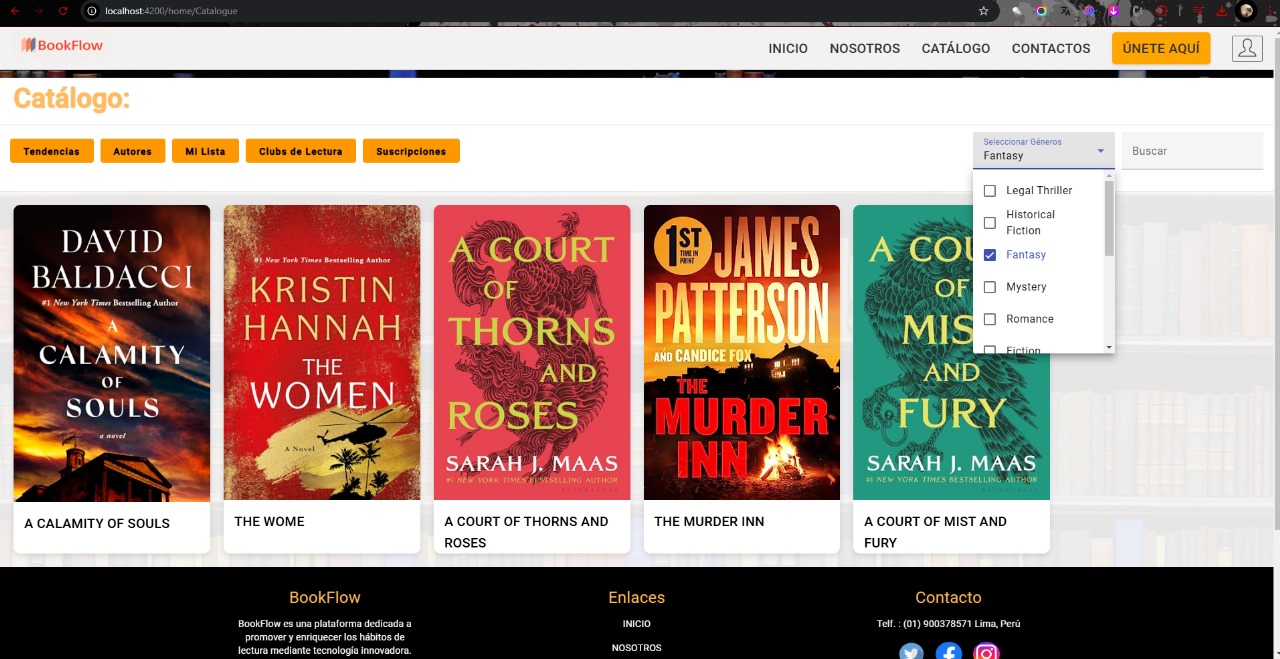 localhost:4200/home/Catalogue
BookFlow
INICIO
NOSOTROS
CATÁLOGO
CONTACTOS
ÚNETE AQUÍ
Catálogo:
Tendencias
Autores
Mi Lista
Clubs de Lectura
Suscripciones
Seleccionar Géneros
Fantasy
Buscar
Legal Thriller
Historical
Fiction
Fantasy
Mystery
Romance
Fiction
DAVID
BALDACCI
#1 New York Times Bestselling Author
A
CALAMITY
OF
SOULS
a novel
A CALAMITY OF SOULS
#1 New York Times Bestselling Author
KRISTIN
HANNAH
THE
WOMEN
A Novel
THE WOME
A COURT
OF
THORNS
AND
ROSES
SARAH J. MAAS
#1 NEW YORK TIMES BESTSELLING AUTHOR
BLOOMSBURY
A COURT OF THORNS AND
ROSES
1ST
TIME IN
PRINT
JAMES
PATTERSON
AND CANDICE FOX
THE
MURDER
INN
THE MURDER INN
A COU
OF
MIS
AND
FURY
SARAH J. MAAS
#1 NEW YORK TIMES BESTSELLING AUTHOR
BLOOMSBURY
A COURT OF MIST AND
FURY
BookFlow
BookFlow es una plataforma dedicada a
promover y enriquecer los hábitos de
lectura mediante tecnología innovadora.
Enlaces
INICIO
NOSOTROS
Contacto
Telf. : (01) 900378571 Lima, Perú